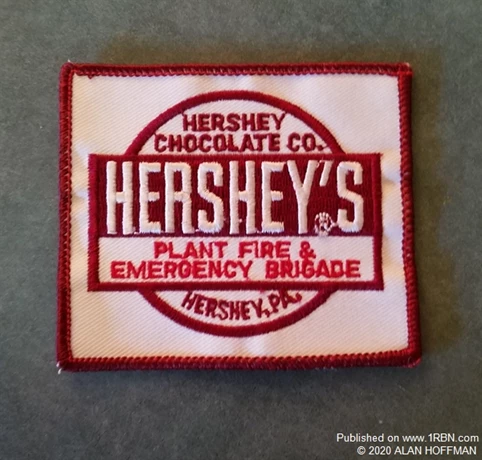 HERSHEY
CHOCOLATE CO.
HERSHEY'S ®
PLANT FIRE &
EMERGENCY BRIGADE
HERSHEY, PA.
Published on www.1RBN.com
© 2020 ALAN HOFFMAN